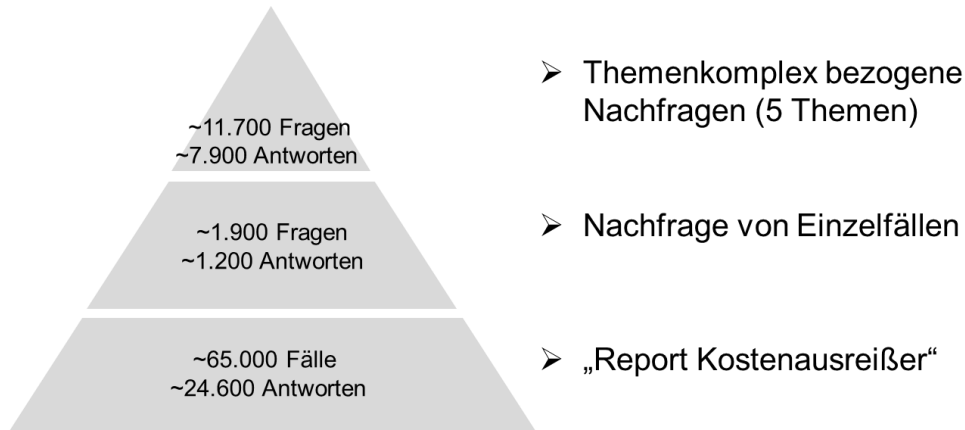 ~11.700 Fragen
~7.900 Antworten
➢ Themenkomplex bezogene
Nachfragen (5 Themen)
~1.900 Fragen
~1.200 Antworten
➢ Nachfrage von Einzelfällen
~65.000 Fälle
~24.600 Antworten
➢ „Report Kostenausreißer“